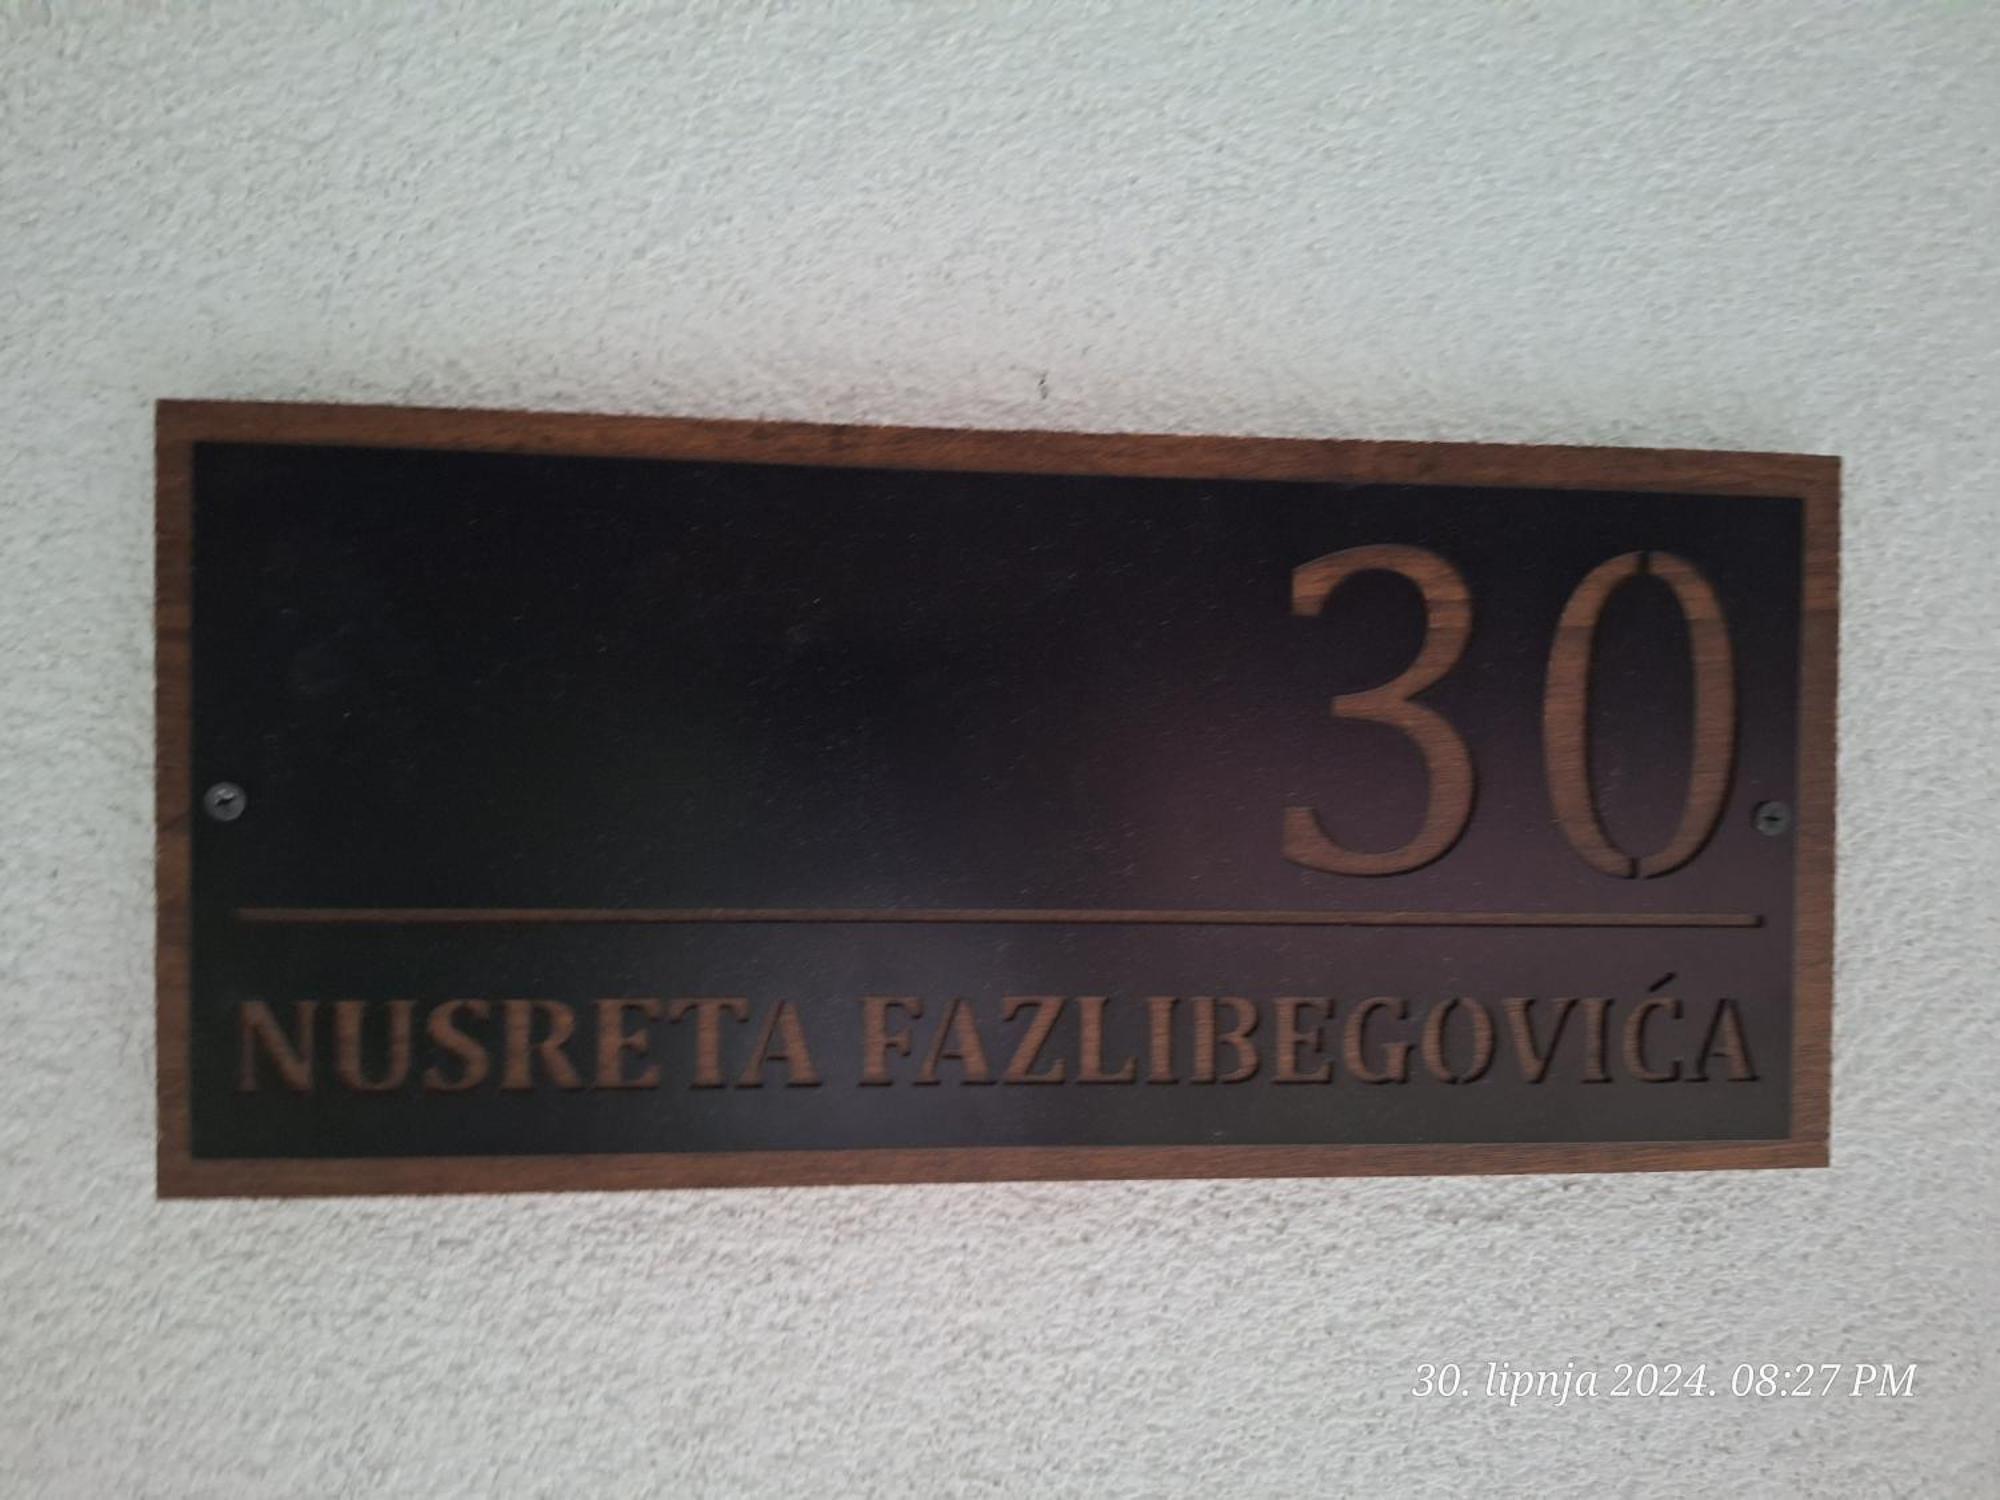 30
NUSRETA FAZLIBEGOVIĆA
30. lipnja 2024. 08:27 PM